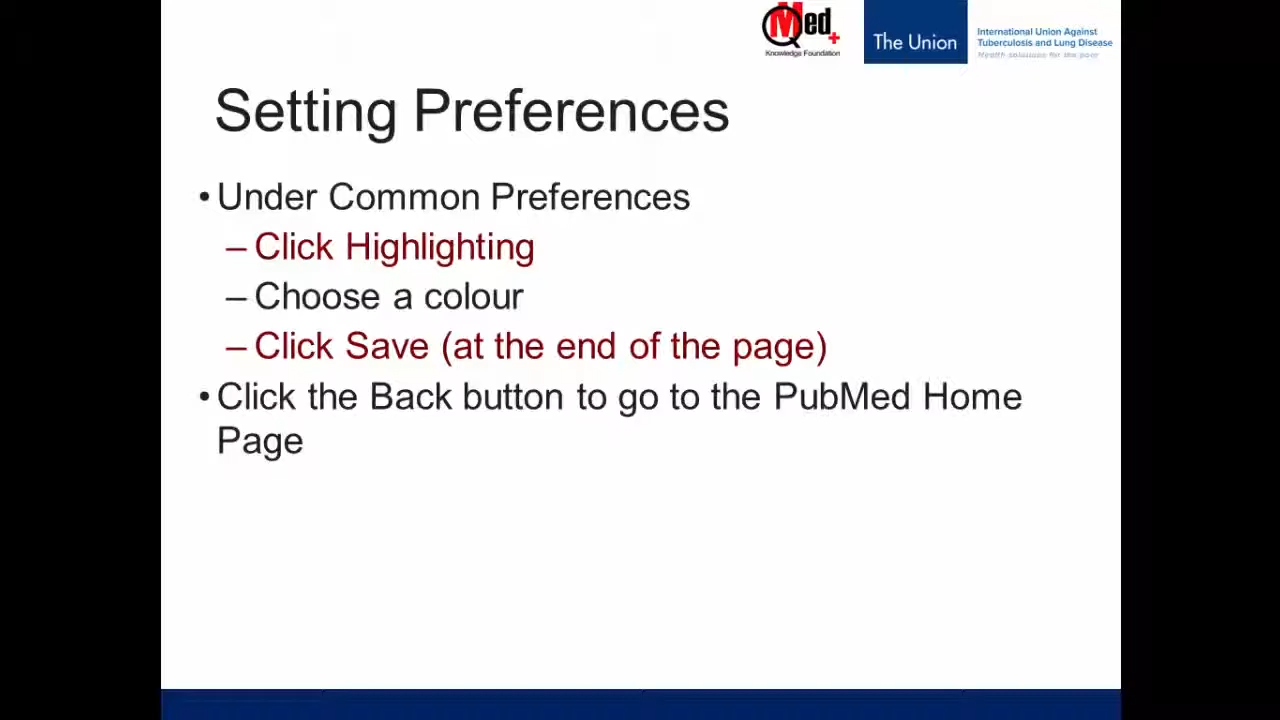 QMed
Knowledge Foundation
The Union
International Union Against
Tuberculosis and Lung Disease
Health solutions for the poor
Setting Preferences
• Under Common Preferences
– Click Highlighting
– Choose a colour
– Click Save (at the end of the page)
• Click the Back button to go to the PubMed Home
Page